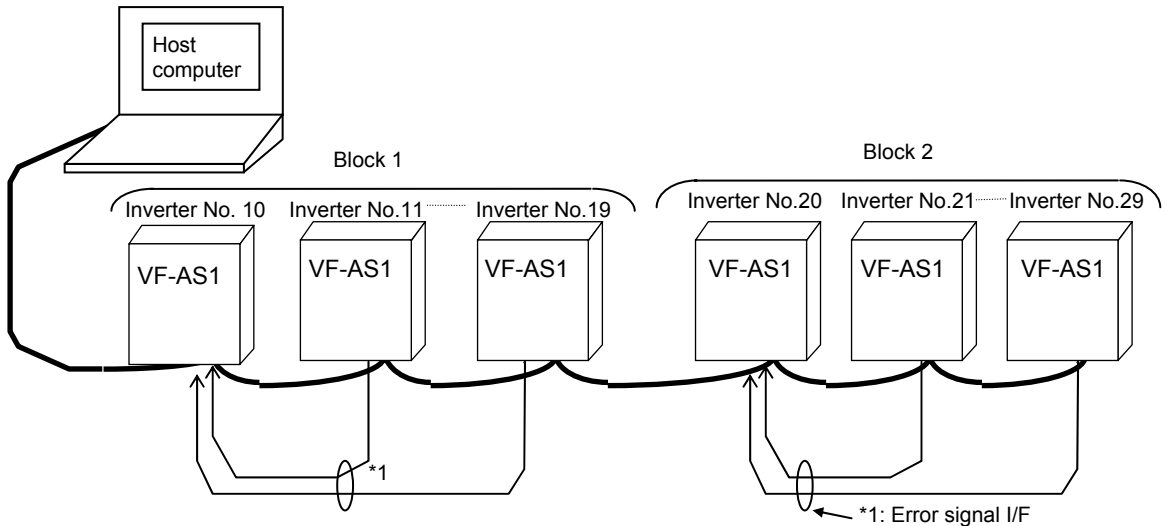 Host
computer
Block 1
Block 2
Inverter No. 10
Inverter No.11
Inverter No.19
Inverter No.20
Inverter No.21
Inverter No.29
VF-AS1
VF-AS1
VF-AS1
VF-AS1
VF-AS1
VF-AS1
*1
*1: Error signal I/F